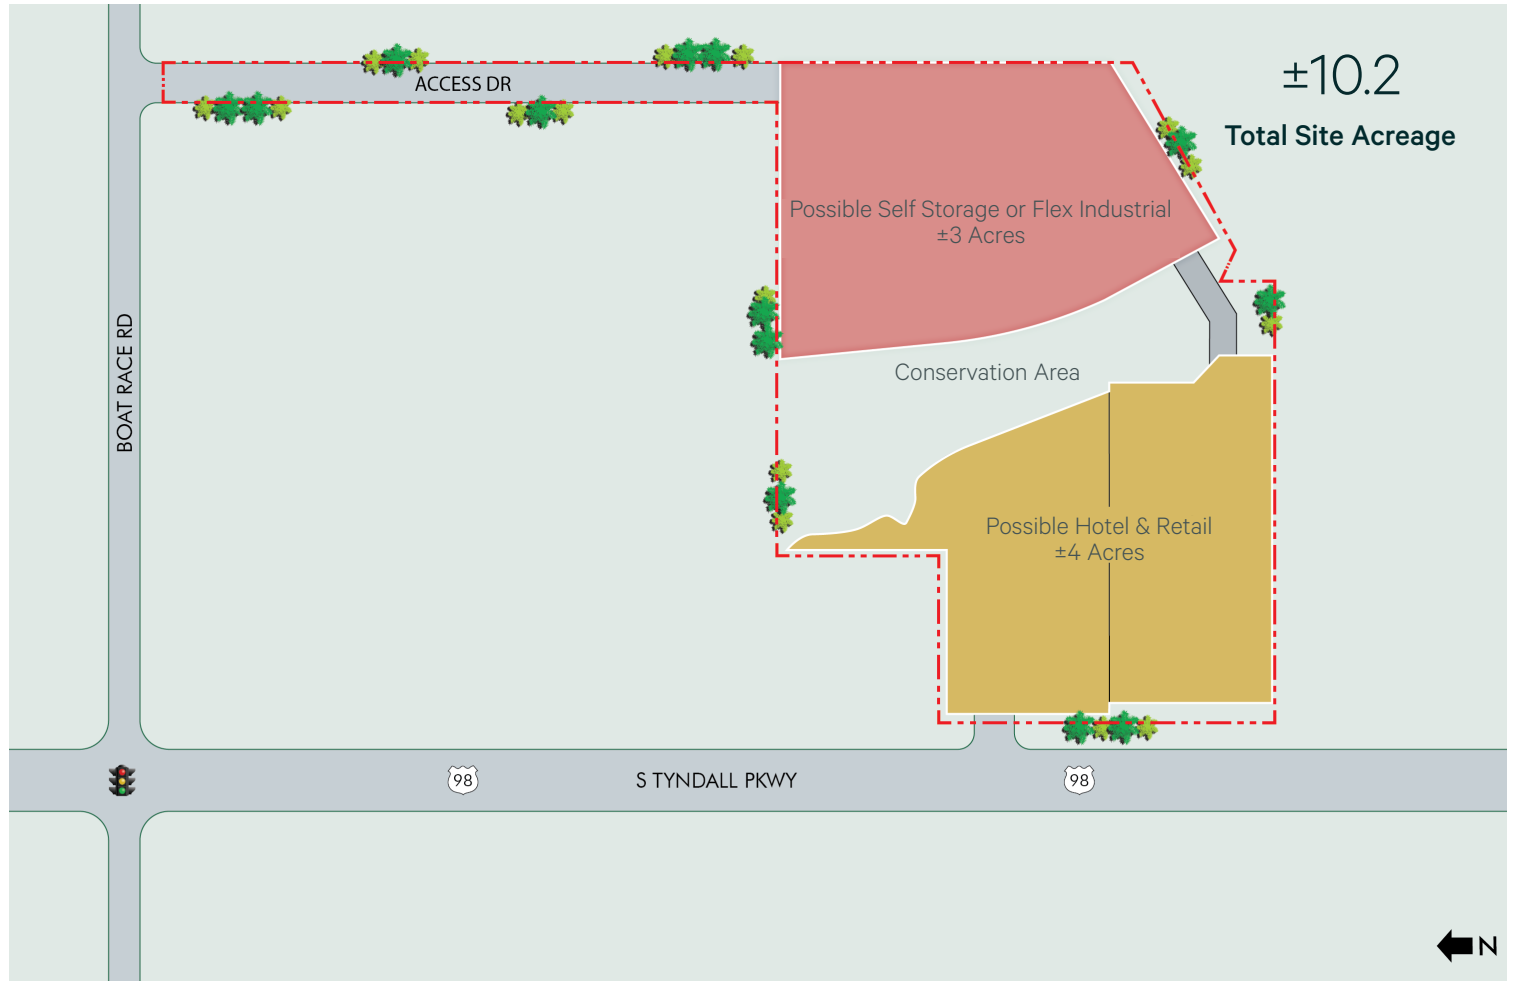 ±10.2
Total Site Acreage
ACCESS DR
Possible Self Storage or Flex Industrial
±3 Acres
BOAT RACE RD
Conservation Area
Possible Hotel & Retail
±4 Acres
98
S TYNDALL PKWY
98
N